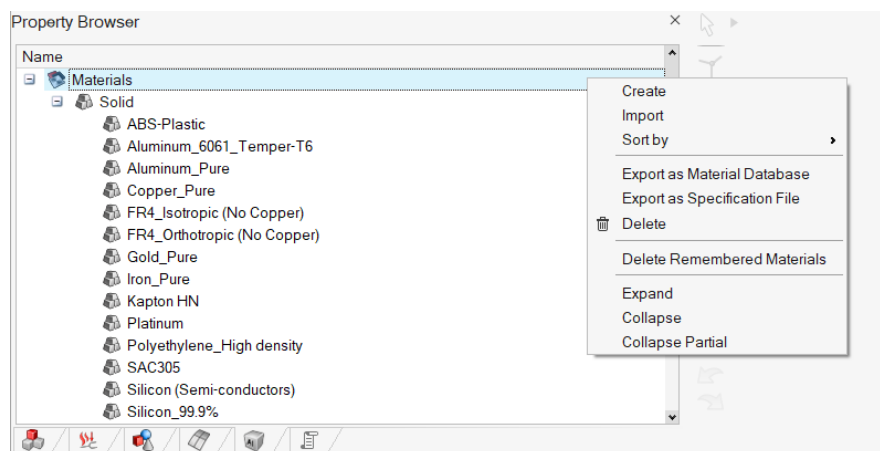 Property Browser
Name
Materials
Solid
ABS-Plastic
Aluminum_6061_Temper-T6
Aluminum_Pure
Copper_Pure
FR4_Isotropic (No Copper)
FR4_Orthotropic (No Copper)
Gold_Pure
Iron_Pure
Kapton HN
Platinum
Polyethylene_High density
SAC305
Silicon (Semi-conductors)
Silicon_99.9%
Create
Import
Sort by
Export as Material Database
Export as Specification File
Delete
Delete Remembered Materials
Expand
Collapse
Collapse Partial